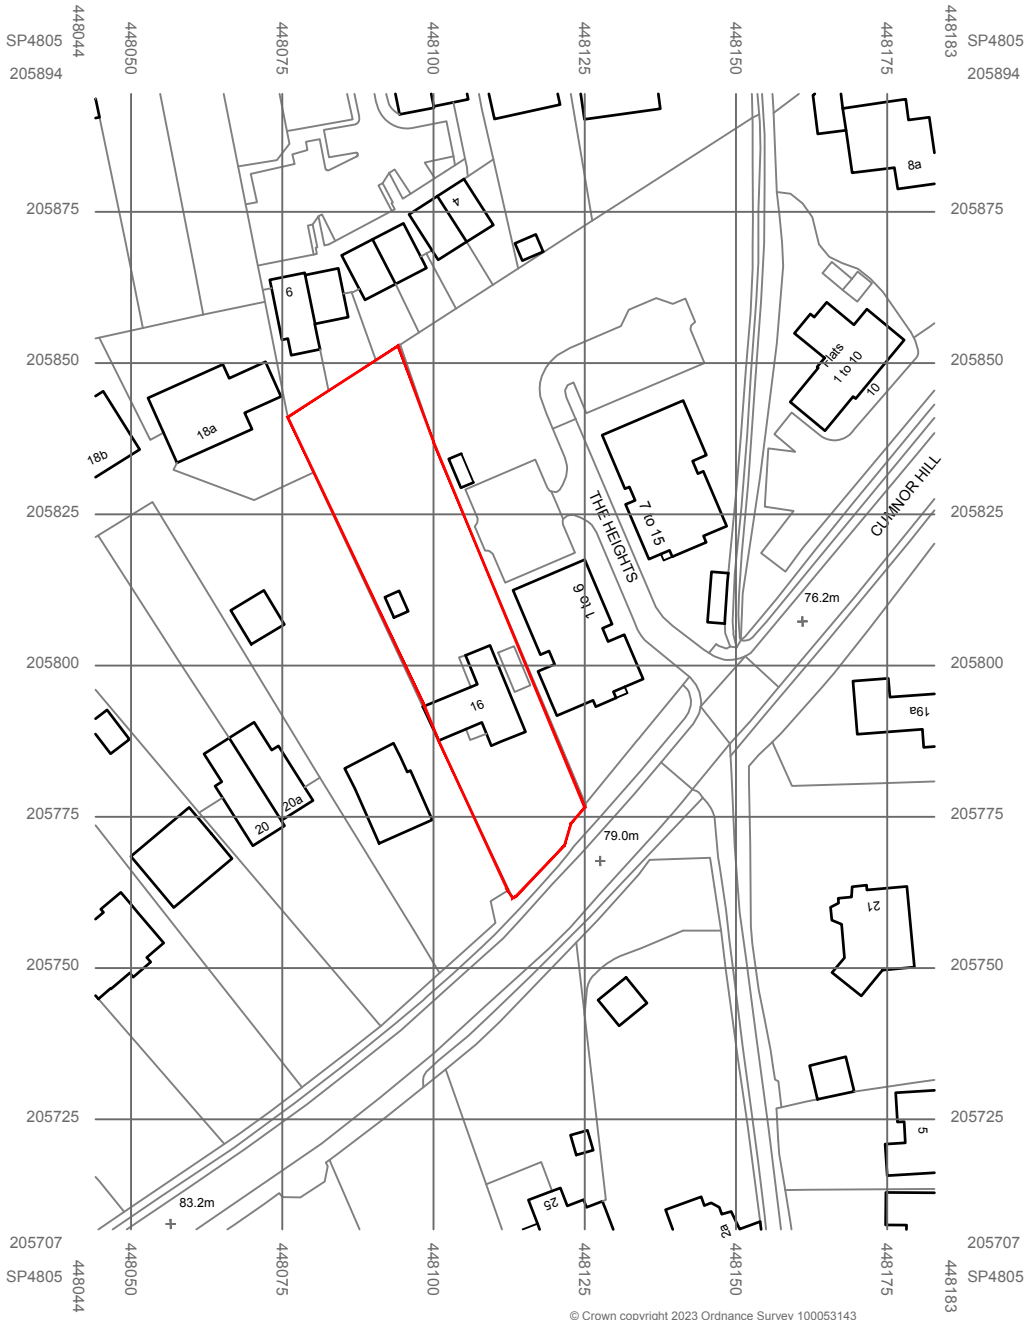 SP4805
205894
448044
448050
448075
448100
448125
448150
448175
448183
SP4805
205894
8a
4
205875
205875
6
Flats
1 to 10
10
205850
205850
18a
18b
CUMNOR HILL
7 to 15
THE HEIGHTS
205825
205825
1 to 6
76.2m
205800
205800
16
19a
20a
20
205775
205775
79.0m
21
205750
205750
205725
205725
5
83.2m
25
2a
205707
SP4805
448044
448050
448075
448100
448125
448150
448175
448183
205707
SP4805
© Crown copyright 2023 Ordnance Survey 100053143